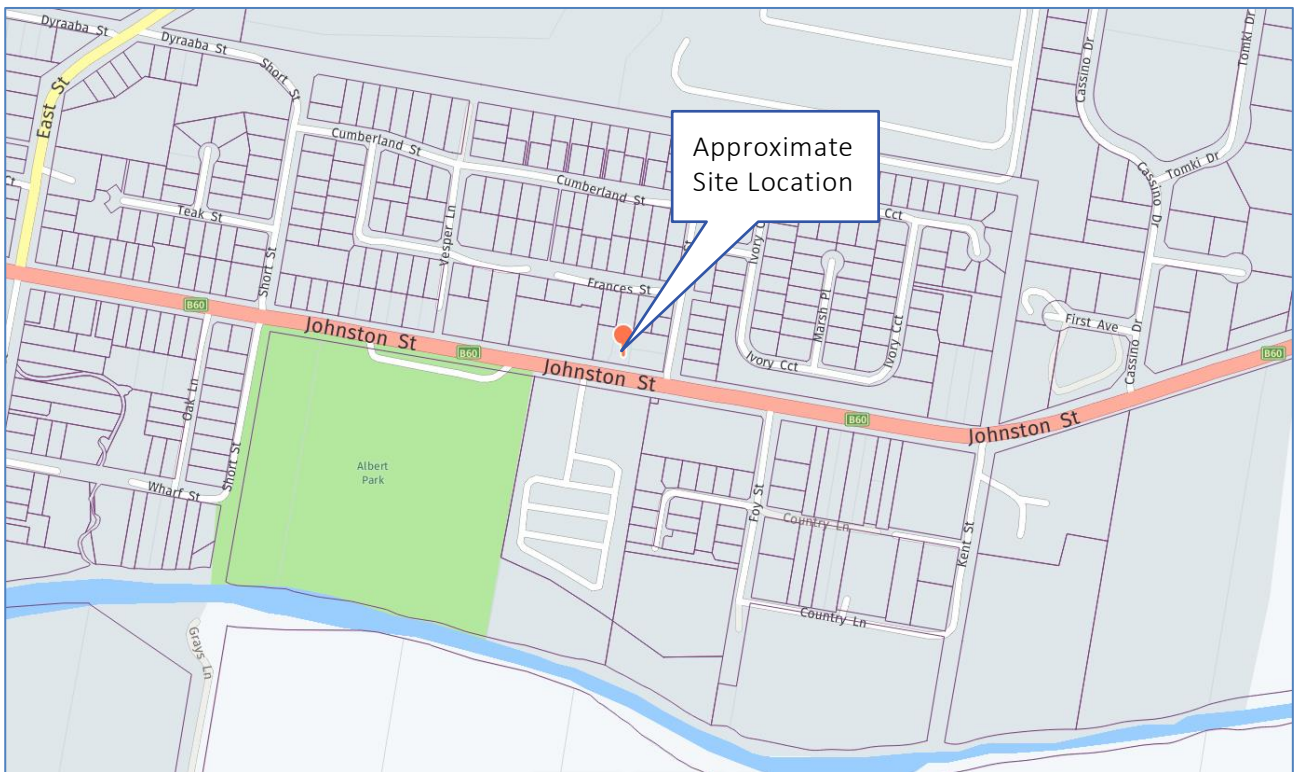 Dyraaba St
Dyraaba St
Short St
East St
Cumberland St
Cumberland St
Approximate
Site Location
Cassino Dr
Tomki Dr
Cassino Dr
Tomki Dr
Teak St
Short St
Vesper Ln
Frances St
St
Ivory C
Cct
Marsh Pl
Ivory Cct
Ivory Cct
First Ave
Cassino Dr
B60
Johnston St
B60
Johnston St
B60
Johnston St
B60
Oak Ln
Short St
Wharf St
Albert
Park
Foy St
Country Ln
Kent St
Country Ln
Grays Ln